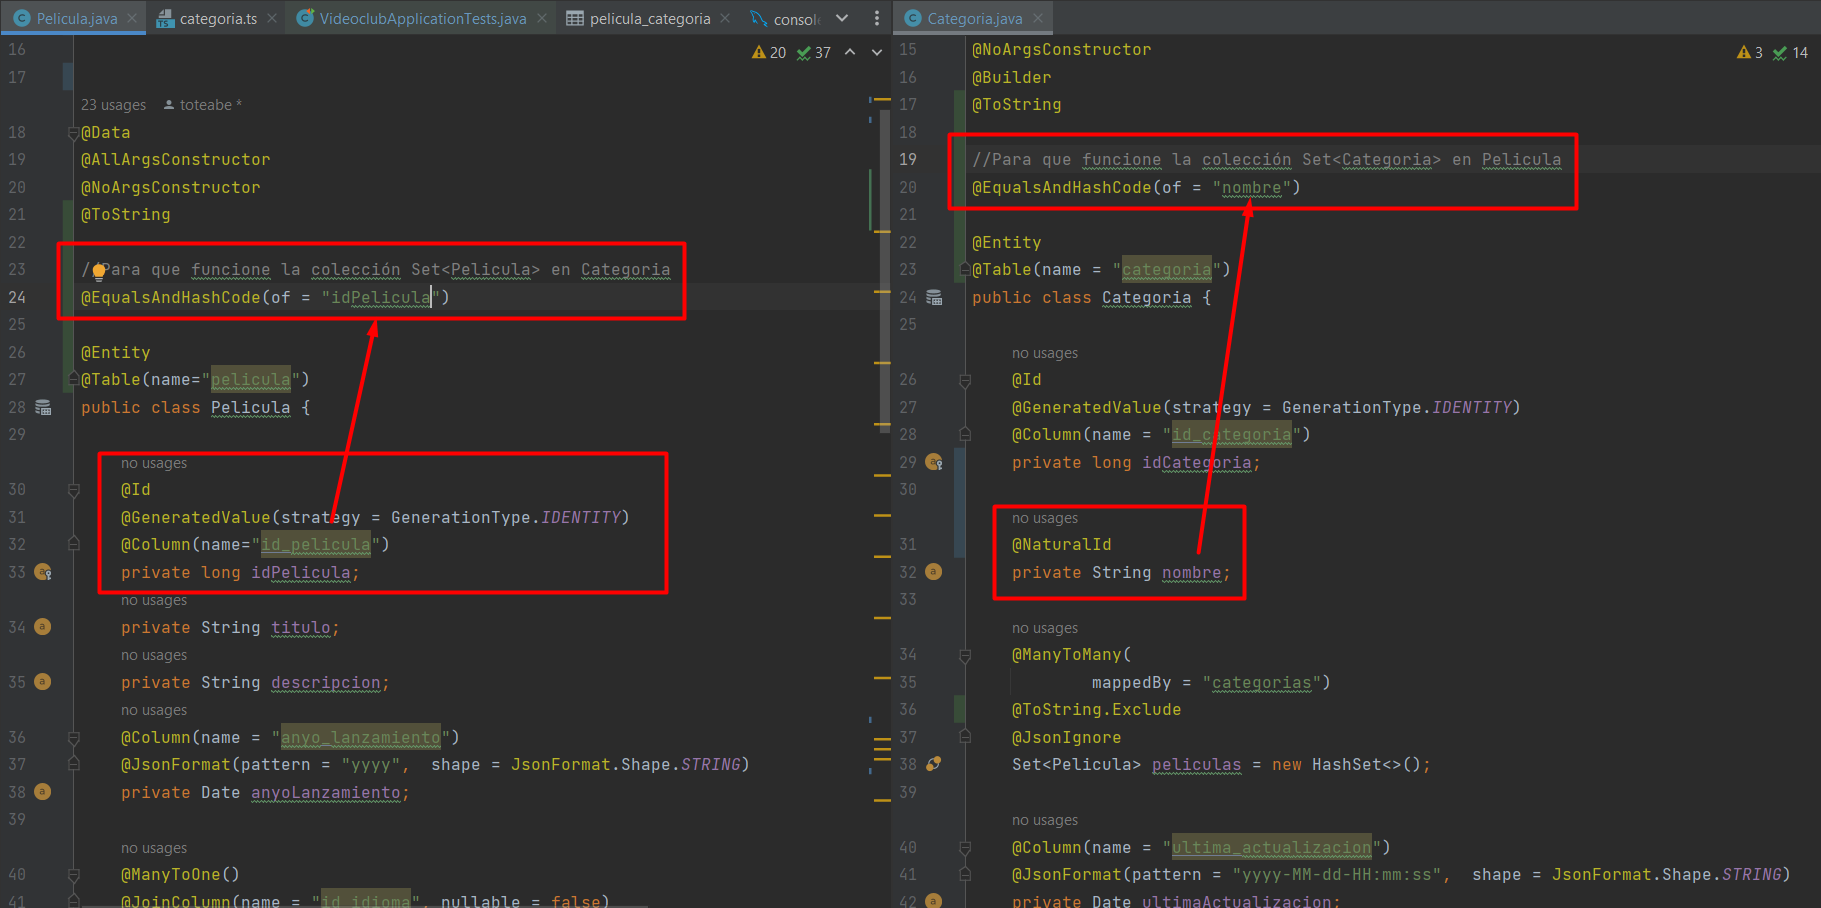 Pelicula.java × categoria.ts × VideoclubApplicationTests.java × pelicula_categoria × consol
20 37
16
17
23 usages toteabe *
18 @Data
19 @AllArgsConstructor
20 @NoArgsConstructor
21 @ToString
22
23 //Para que funcione la colección Set<Pelicula> en Categoria
24 @EqualsAndHashCode(of = "idPelicula")
25
26 @Entity
27 @Table(name="pelicula")
28 public class Pelicula {
29
no usages
30 @Id
31 @GeneratedValue(strategy = GenerationType.IDENTITY)
32 @Column(name="id_pelicula")
33 private long idPelicula;
no usages
34 private String titulo;
no usages
35 private String descripcion;
no usages
36 @Column(name = "anyo_lanzamiento")
37 @JsonFormat(pattern = "yyyy", shape = JsonFormat.Shape.STRING)
38 private Date anyoLanzamiento;
39
no usages
40 @ManyToOne()
41 @JoinColumn(name = "id_idioma", nullable = false)
Categoria.java ×
3 14
15 @NoArgsConstructor
16 @Builder
17 @ToString
18
19 //Para que funcione la colección Set<Categoria> en Pelicula
20 @EqualsAndHashCode(of = "nombre")
21
22 @Entity
23 @Table(name = "categoria")
24 public class Categoria {
25
no usages
26 @Id
27 @GeneratedValue(strategy = GenerationType.IDENTITY)
28 @Column(name = "id_categoria")
29 private long idCategoria;
30
no usages
31 @NaturalId
32 private String nombre;
33
no usages
34 @ManyToMany(
35 mappedBy = "categorias")
36 @ToString.Exclude
37 @JsonIgnore
38 Set<Pelicula> peliculas = new HashSet<>();
39
no usages
40 @Column(name = "ultima_actualizacion")
41 @JsonFormat(pattern = "yyyy-MM-dd-HH:mm:ss", shape = JsonFormat.Shape.STRING)
42 private Date ultimaActualizacion;